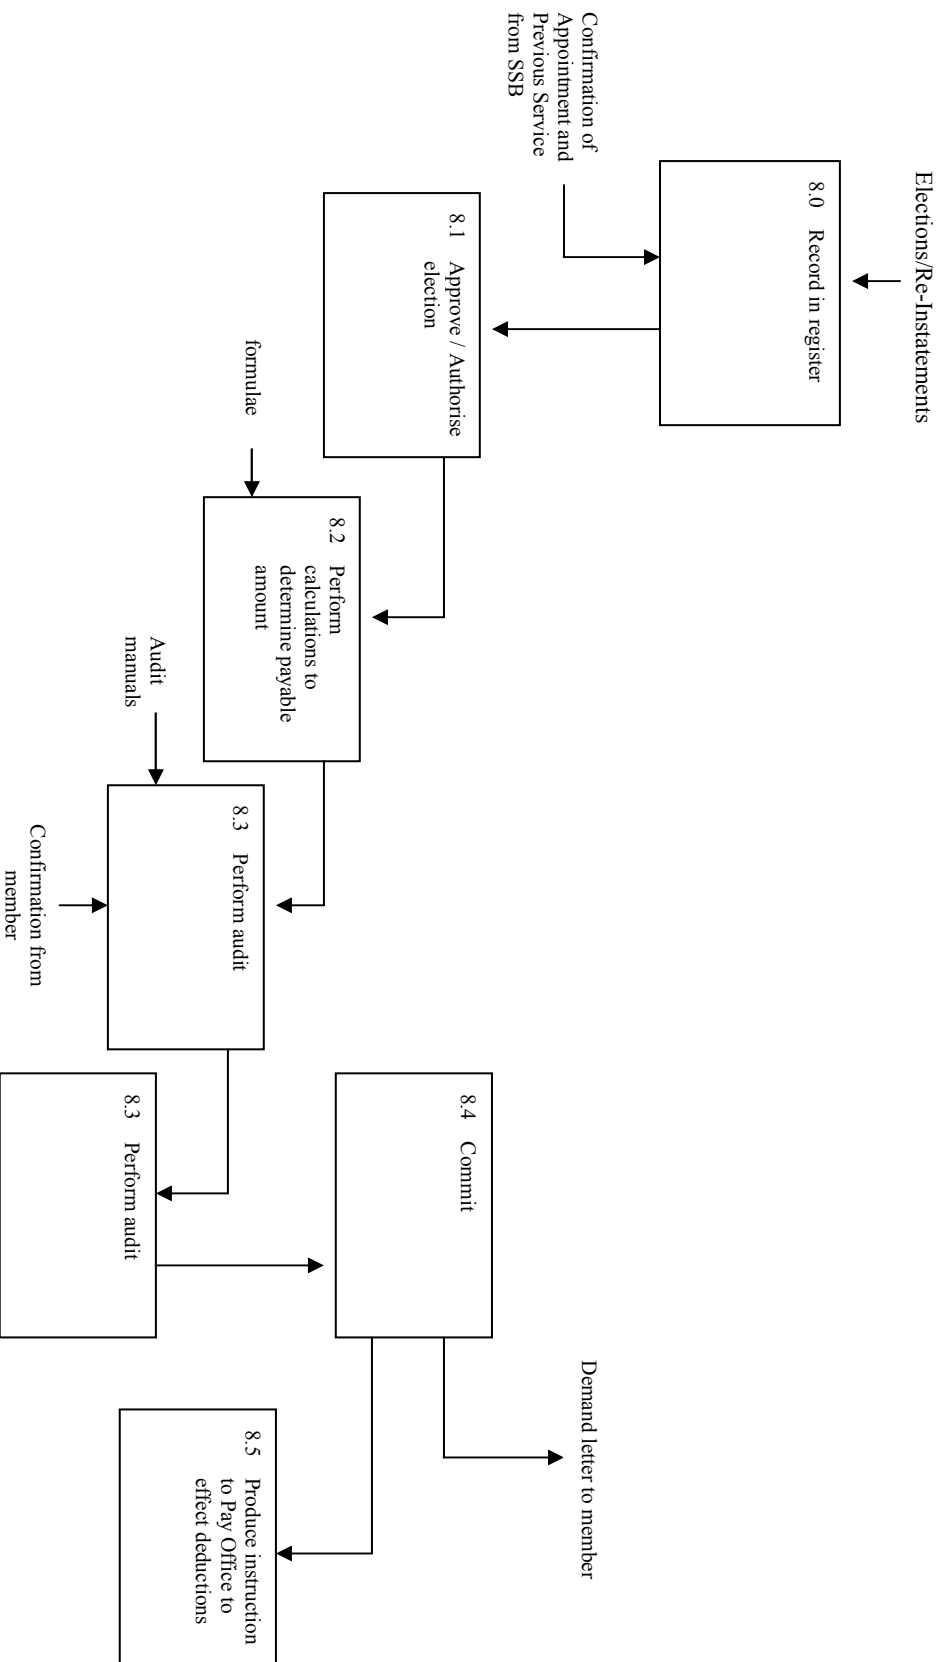 Elections/Re-Instatements
8.0 Record in register
Confirmation of
Appointment and
Previous Service
from SSB
8.1 Approve / Authorise
election
formulae
8.2 Perform
calculations to
determine payable
amount
Audit
manuals
8.3 Perform audit
Confirmation from
member
8.3 Perform audit
8.4 Commit
Demand letter to member
8.5 Produce instruction
to Pay Office to
effect deductions